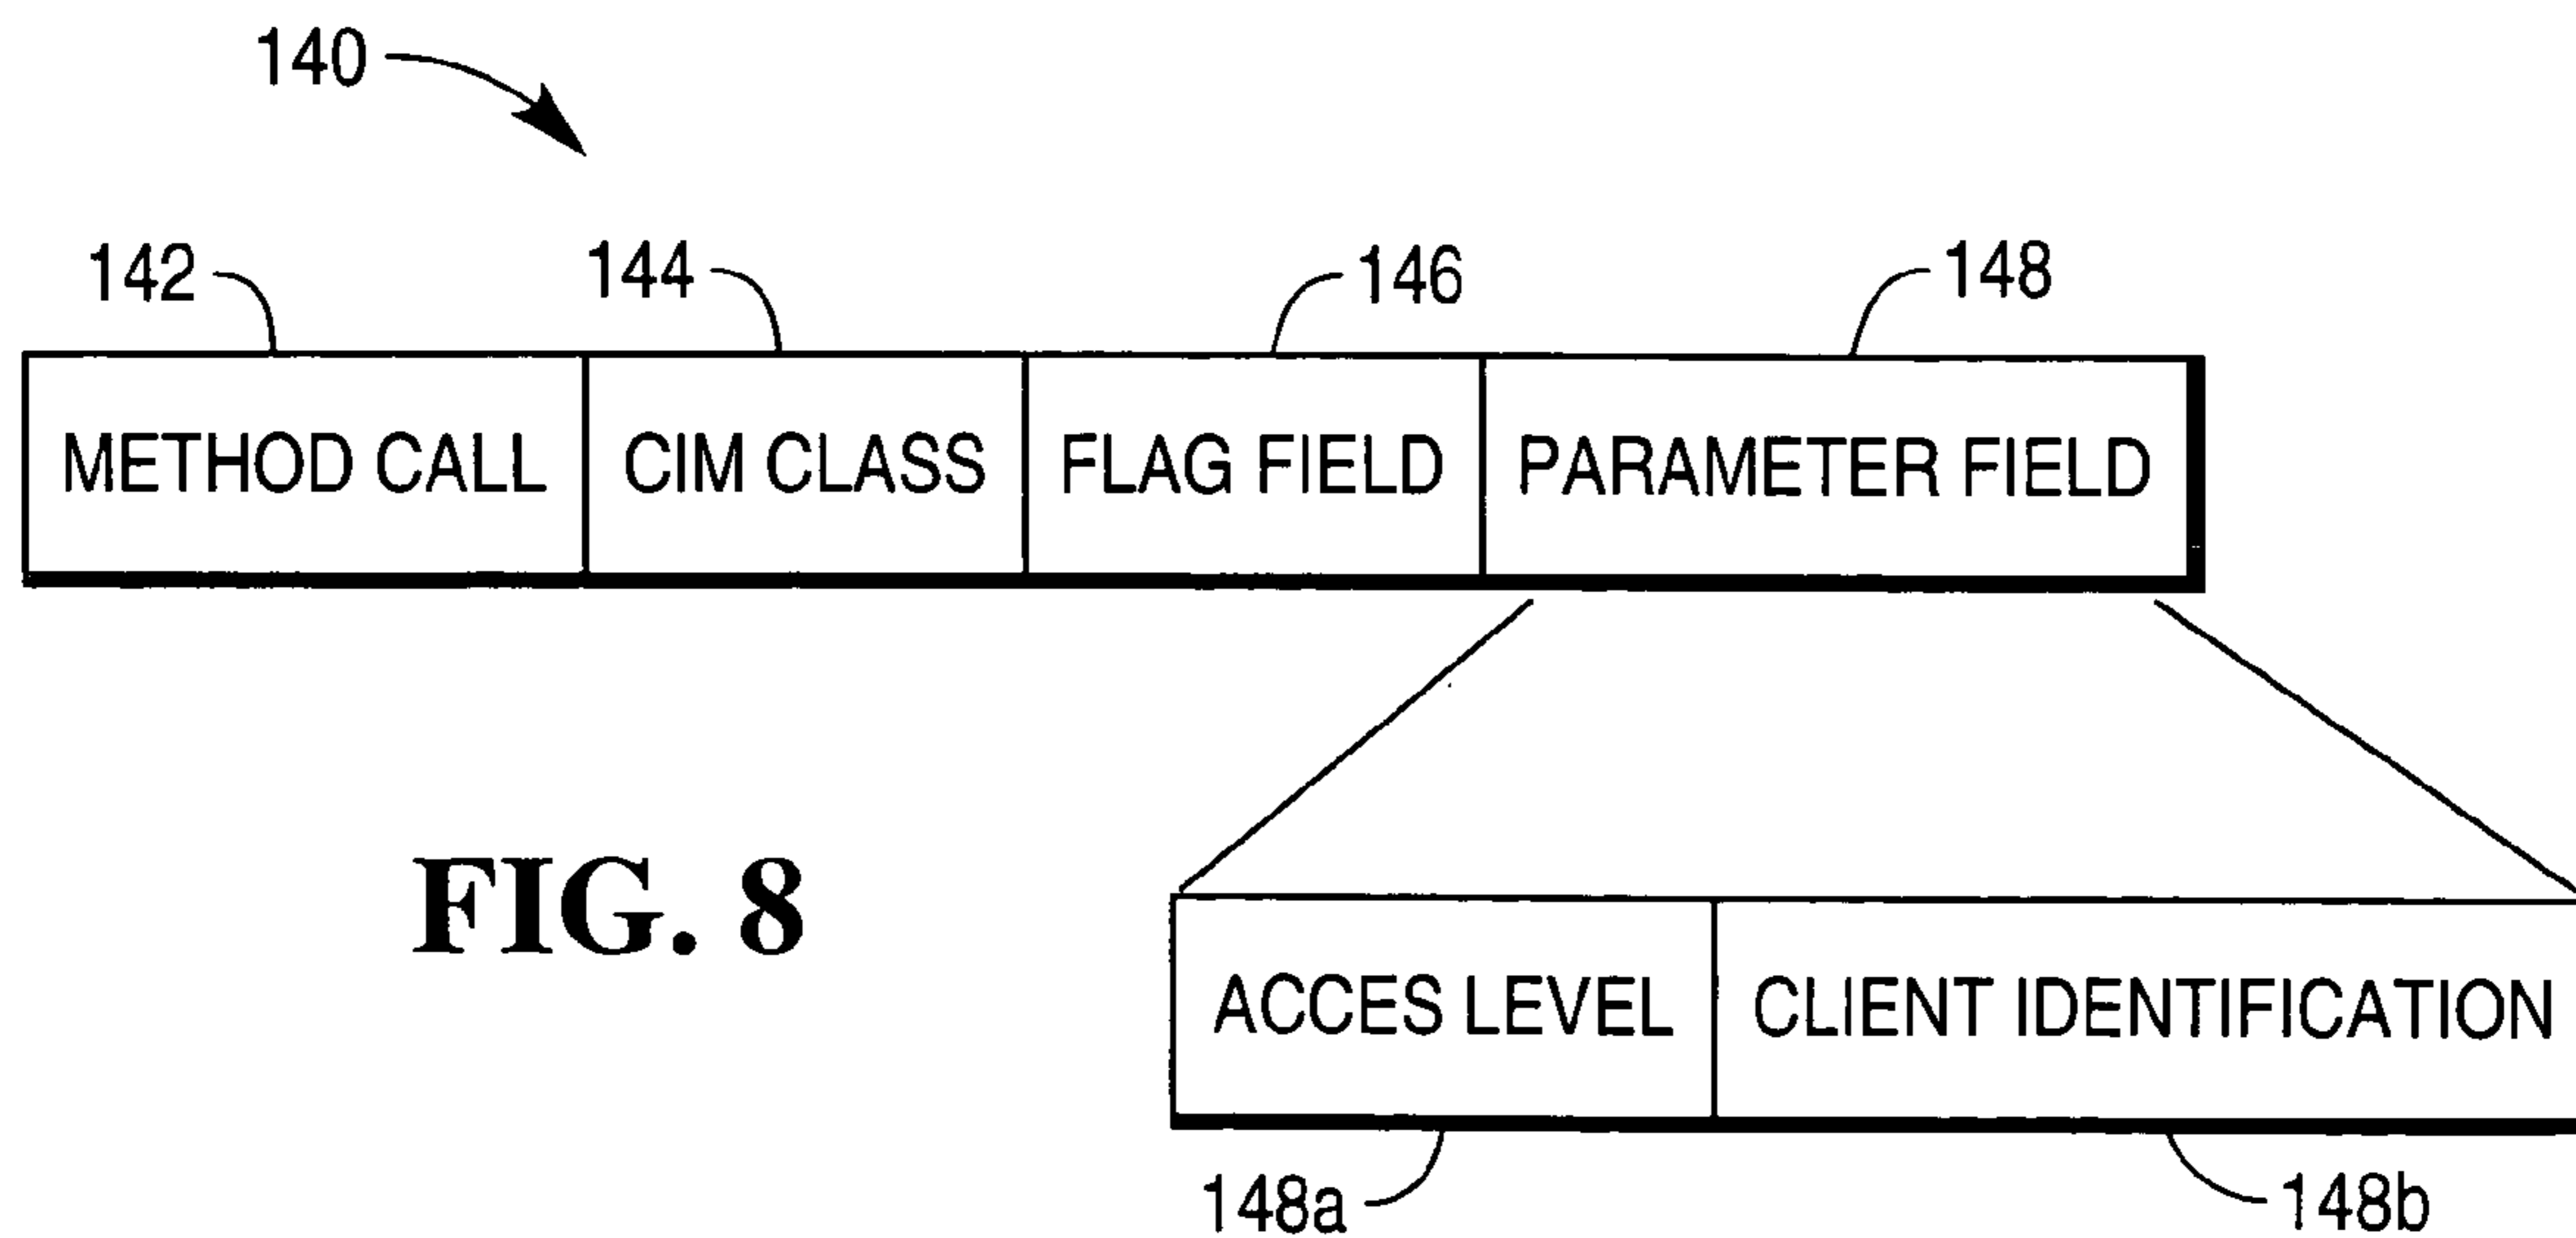 140
142 144 146 148
METHOD CALL CIM CLASS FLAG FIELD PARAMETER FIELD
FIG. 8
ACCES LEVEL CLIENT IDENTIFICATION
148a 148b